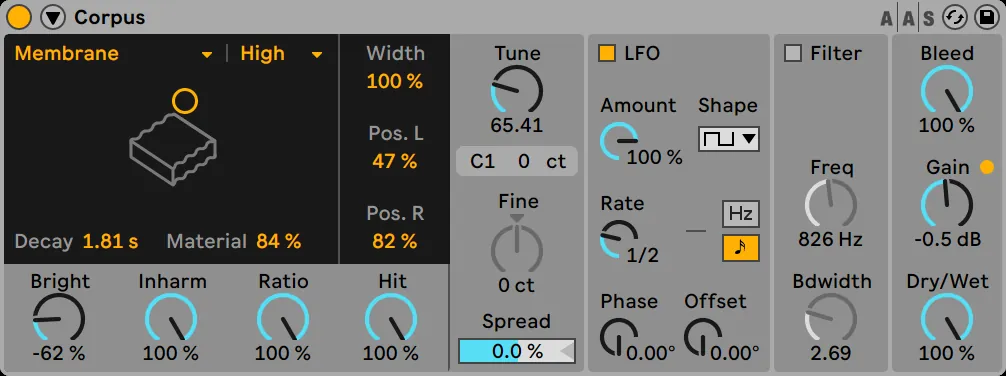 Corpus
AAS
Membrane High
Width
100 %
Pos. L
47 %
Pos. R
82 %
Decay 1.81 s Material 84 %
Bright Inharm Ratio Hit
-62 % 100 % 100 % 100 %
Tune
65.41
C1 0 ct
Fine
0 ct
Spread
0.0 %
LFO
Amount Shape
100 %
Rate
Hz
1/2
Phase Offset
0.00° 0.00°
Filter
Freq
826 Hz
Bdwidth
2.69
Bleed
100 %
Gain
-0.5 dB
Dry/Wet
100 %